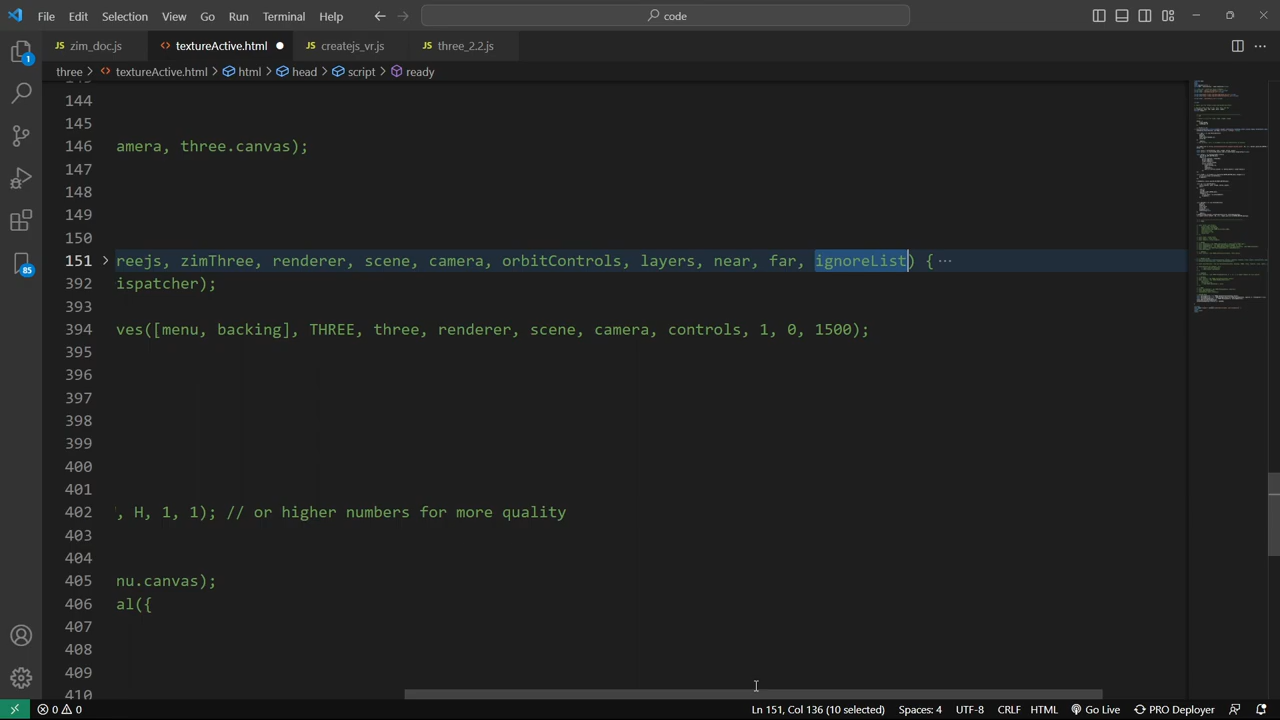 File Edit Selection View Go Run Terminal Help
code
JS zim_doc.js
<> textureActive.html
JS createjs_vr.js
JS three_2.2.js
three > <> textureActive.html > html > head > script > ready
144
145
146 amera, three.canvas);
147
148
149
150
151 > reejs, zimThree, renderer, scene, camera, orbitControls, layers, near, far, ignoreList) {
392 ispatcher);
393
394 ves([menu, backing], THREE, three, renderer, scene, camera, controls, 1, 0, 1500);
395
396
397
398
399
400
401
402 , H, 1, 1); // or higher numbers for more quality
403
404
405 nu.canvas);
406 al({
407
408
409
410
1
85
0 0
Ln 151, Col 136 (10 selected) Spaces: 4 UTF-8 CRLF HTML Go Live PRO Deployer